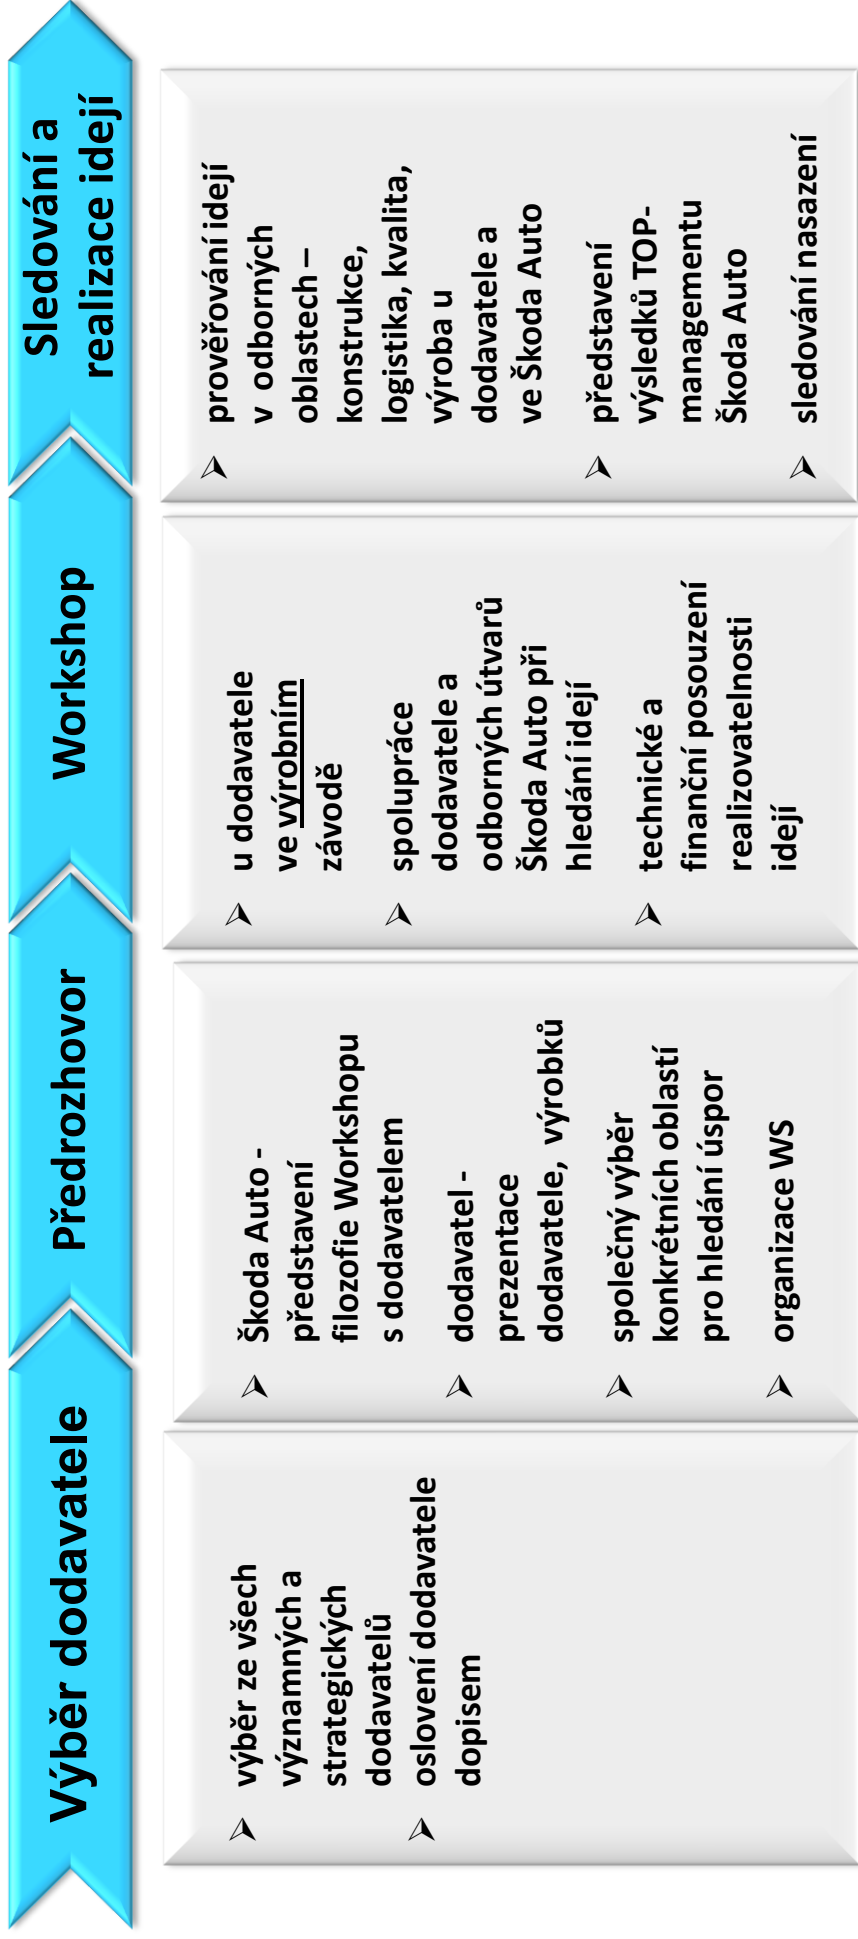 Výběr dodavatele
Předrozhovor
Workshop
Sledování a
realizace idejí
výběr ze všech
významných a
strategických
dodavatelů
oslovení dodavatele
dopisem
Škoda Auto -
představení
filozofie Workshopu
s dodavatelem
dodavatel -
prezentace
dodavatele, výrobků
společný výběr
konkrétních oblastí
pro hledání úspor
organizace WS
u dodavatele
ve výrobním
závodě
spolupráce
dodavatele a
odborných útvarů
Škoda Auto při
hledání idejí
technické a
finanční posouzení
realizovatelnosti
idejí
prověřování idejí
v odborných
oblastech –
konstrukce,
logistika, kvalita,
výroba u
dodavatele a
ve Škoda Auto
představení
výsledků TOP-
managementu
Škoda Auto
sledování nasazení